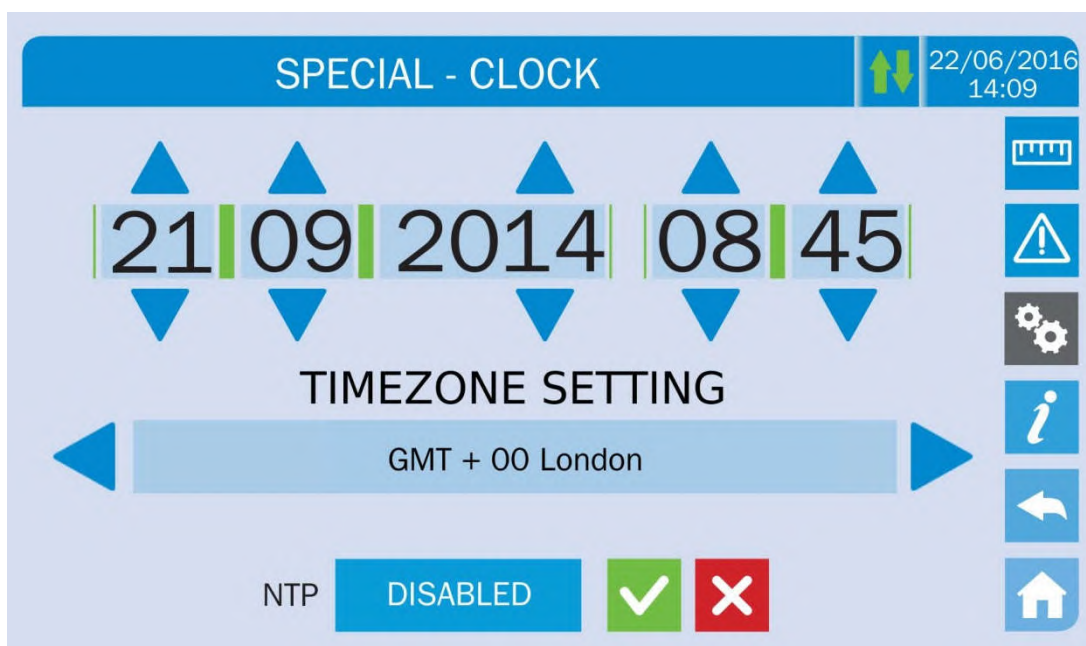 SPECIAL - CLOCK
22/06/2016
14:09
21 09 2014 08 45
TIMEZONE SETTING
GMT + 00 London
NTP DISABLED